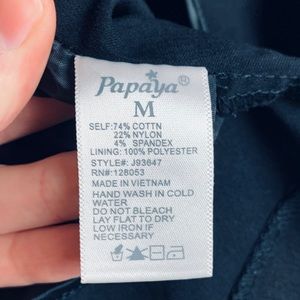 Papaya®
M
SELF:74% COTTN
22% NYLON
4% SPANDEX
LINING: 100% POLYESTER
STYLE#: J93647
RN#: 128053
MADE IN VIETNAM
HAND WASH IN COLD
WATER
DO NOT BLEACH
LAY FLAT TO DRY
LOW IRON IF
NECESSARY